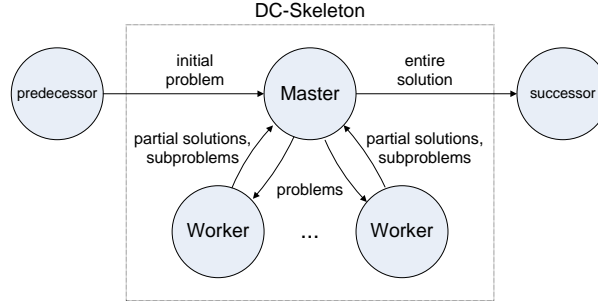 DC-Skeleton
initial
problem
entire
solution
predecessor
Master
successor
partial solutions,
subproblems
partial solutions,
subproblems
problems
Worker
...
Worker